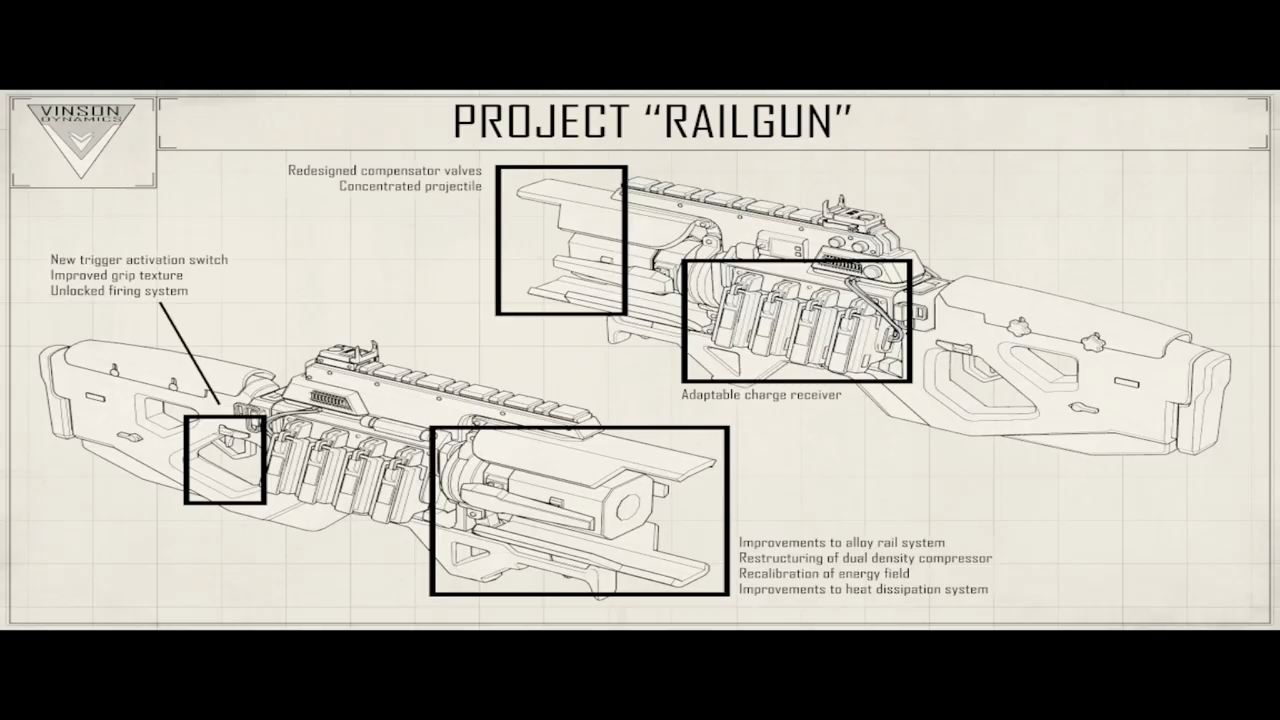 VINSON
DYNAMICS
PROJECT “RAILGUN”
Redesigned compensator valves
Concentrated projectile
New trigger activation switch
Improved grip texture
Unlocked firing system
Adaptable charge receiver
Improvements to alloy rail system
Restructuring of dual density compressor
Recalibration of energy field
Improvements to heat dissipation system